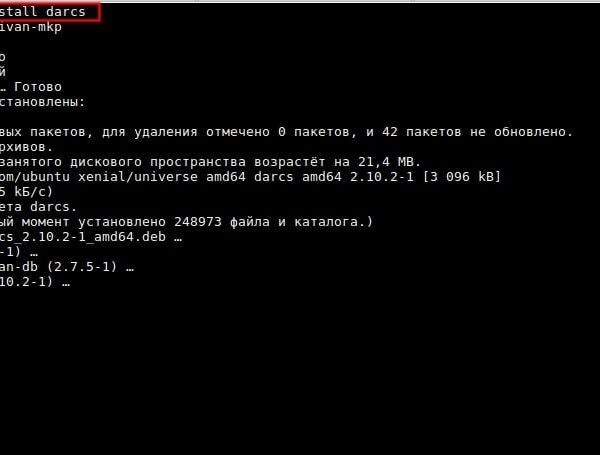 stall darcs
ivan-mkp
о
й
… Готово
становлены:
вых пакетов, для удаления отмечено 0 пакетов, и 42 пакетов не обновлено.
рхивов.
занятого дискового пространства возрастёт на 21,4 MB.
om/ubuntu xenial/universe amd64 darcs amd64 2.10.2-1 [3 096 kB]
5 kБ/c)
ета darcs.
ый момент установлено 248973 файла и каталога.)
cs_2.10.2-1_amd64.deb …
-1) …
an-db (2.7.5-1) …
10.2-1) …